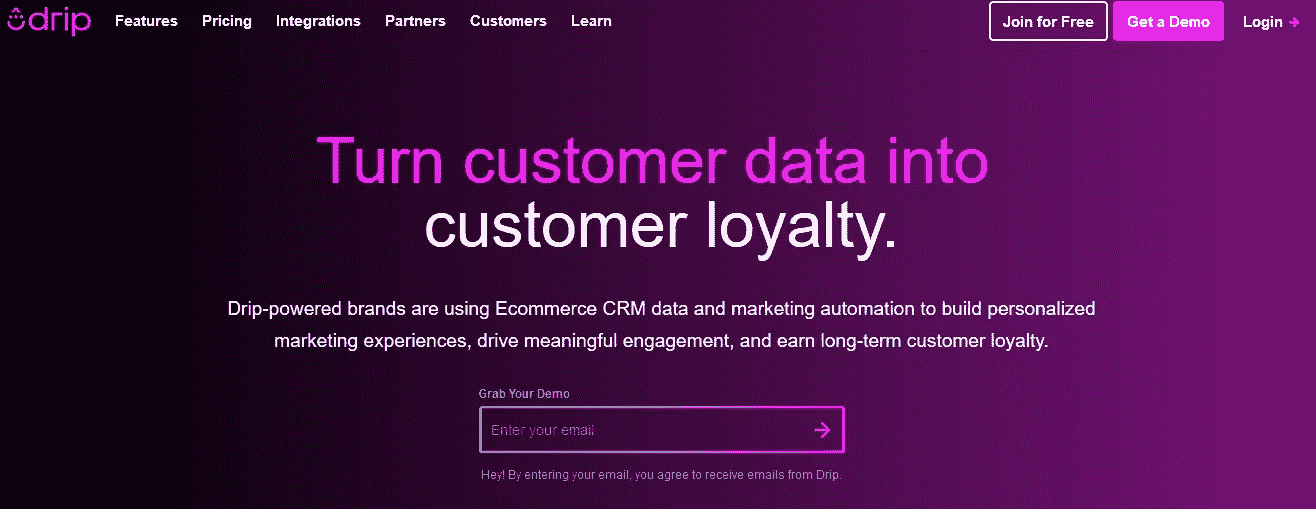 drip Features Pricing Integrations Partners Customers Learn Join for Free Get a Demo Login
Turn customer data into
customer loyalty.
Drip-powered brands are using Ecommerce CRM data and marketing automation to build personalized
marketing experiences, drive meaningful engagement, and earn long-term customer loyalty.
Grab Your Demo
Enter your email
Hey! By entering your email, you agree to receive emails from Drip.